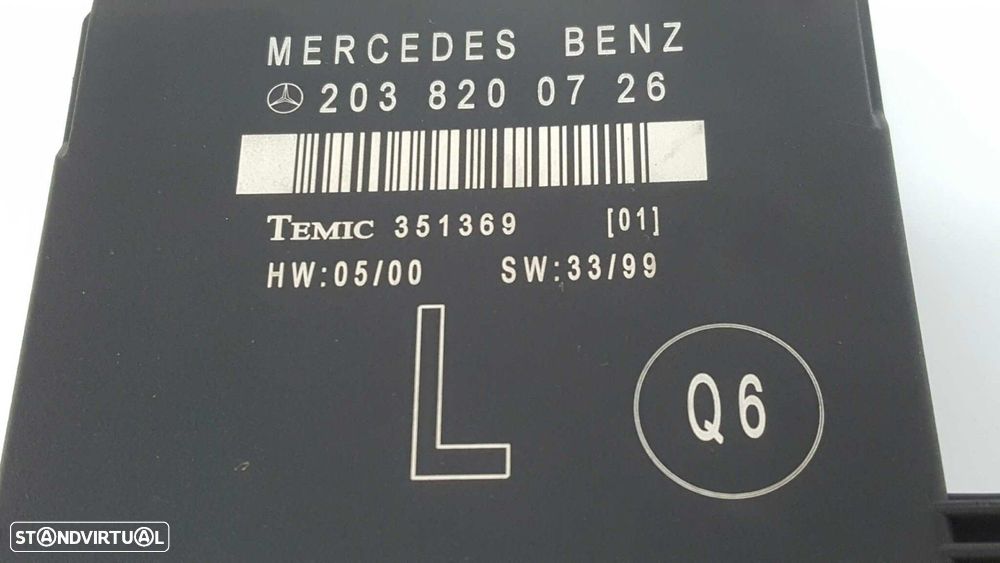 MERCEDES BENZ
203 820 07 26
TEMIC 351369 [01]
HW:05/00 SW:33/99
L
Q6
STANDVIRTUAL